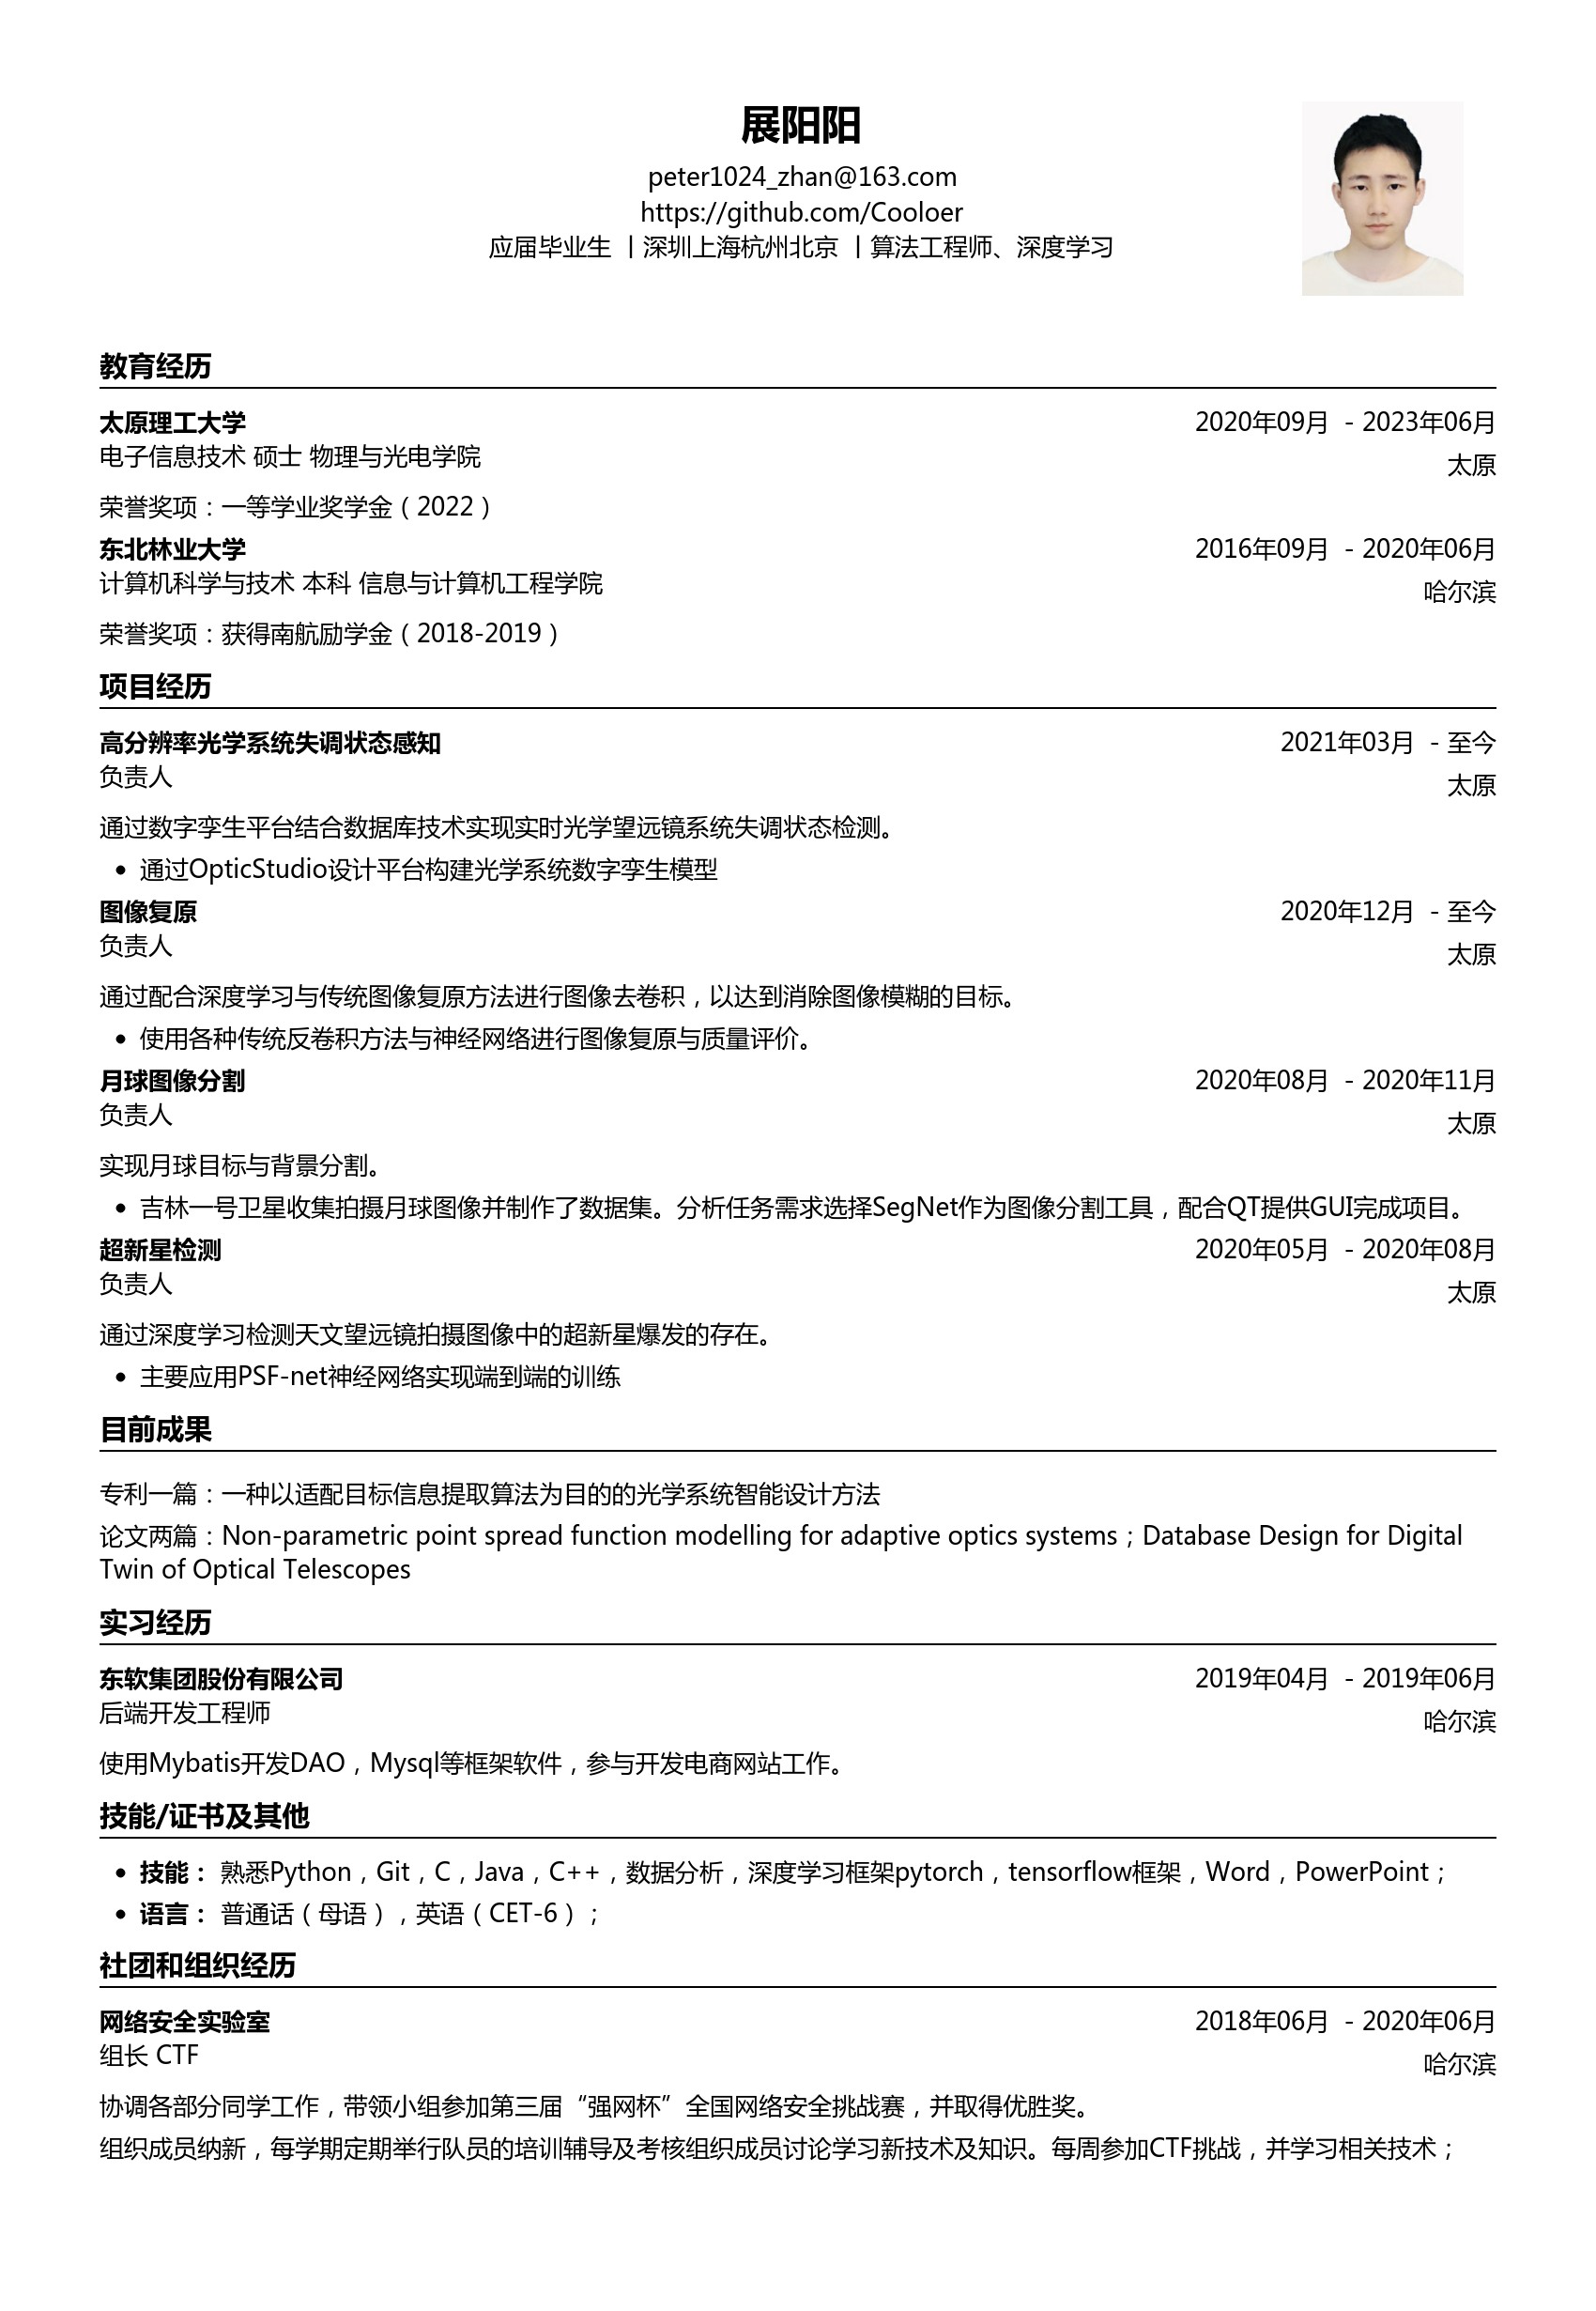 展阳阳
peter1024_zhan@163.com
https://github.com/Cooloer
应届毕业生 丨深圳上海杭州北京 丨算法工程师、深度学习
教育经历
太原理工大学 2020年09月 - 2023年06月
电子信息技术 硕士 物理与光电学院 太原
荣誉奖项：一等学业奖学金（2022）
东北林业大学 2016年09月 - 2020年06月
计算机科学与技术 本科 信息与计算机工程学院 哈尔滨
荣誉奖项：获得南航励学金（2018-2019）
项目经历
高分辨率光学系统失调状态感知 2021年03月 - 至今
负责人 太原
通过数字孪生平台结合数据库技术实现实时光学望远镜系统失调状态检测。
• 通过OpticStudio设计平台构建光学系统数字孪生模型
图像复原 2020年12月 - 至今
负责人 太原
通过配合深度学习与传统图像复原方法进行图像去卷积，以达到消除图像模糊的目标。
• 使用各种传统反卷积方法与神经网络进行图像复原与质量评价。
月球图像分割 2020年08月 - 2020年11月
负责人 太原
实现月球目标与背景分割。
• 吉林一号卫星收集拍摄月球图像并制作了数据集。分析任务需求选择SegNet作为图像分割工具，配合QT提供GUI完成项目。
超新星检测 2020年05月 - 2020年08月
负责人 太原
通过深度学习检测天文望远镜拍摄图像中的超新星爆发的存在。
• 主要应用PSF-net神经网络实现端到端的训练
目前成果
专利一篇：一种以适配目标信息提取算法为目的的光学系统智能设计方法
论文两篇：Non-parametric point spread function modelling for adaptive optics systems；Database Design for Digital
Twin of Optical Telescopes
实习经历
东软集团股份有限公司 2019年04月 - 2019年06月
后端开发工程师 哈尔滨
使用Mybatis开发DAO，Mysql等框架软件，参与开发电商网站工作。
技能/证书及其他
• 技能： 熟悉Python，Git，C，Java，C++，数据分析，深度学习框架pytorch，tensorflow框架，Word，PowerPoint；
• 语言： 普通话（母语），英语（CET-6）；
社团和组织经历
网络安全实验室 2018年06月 - 2020年06月
组长 CTF 哈尔滨
协调各部分同学工作，带领小组参加第三届“强网杯”全国网络安全挑战赛，并取得优胜奖。
组织成员纳新，每学期定期举行队员的培训辅导及考核组织成员讨论学习新技术及知识。每周参加CTF挑战，并学习相关技术；